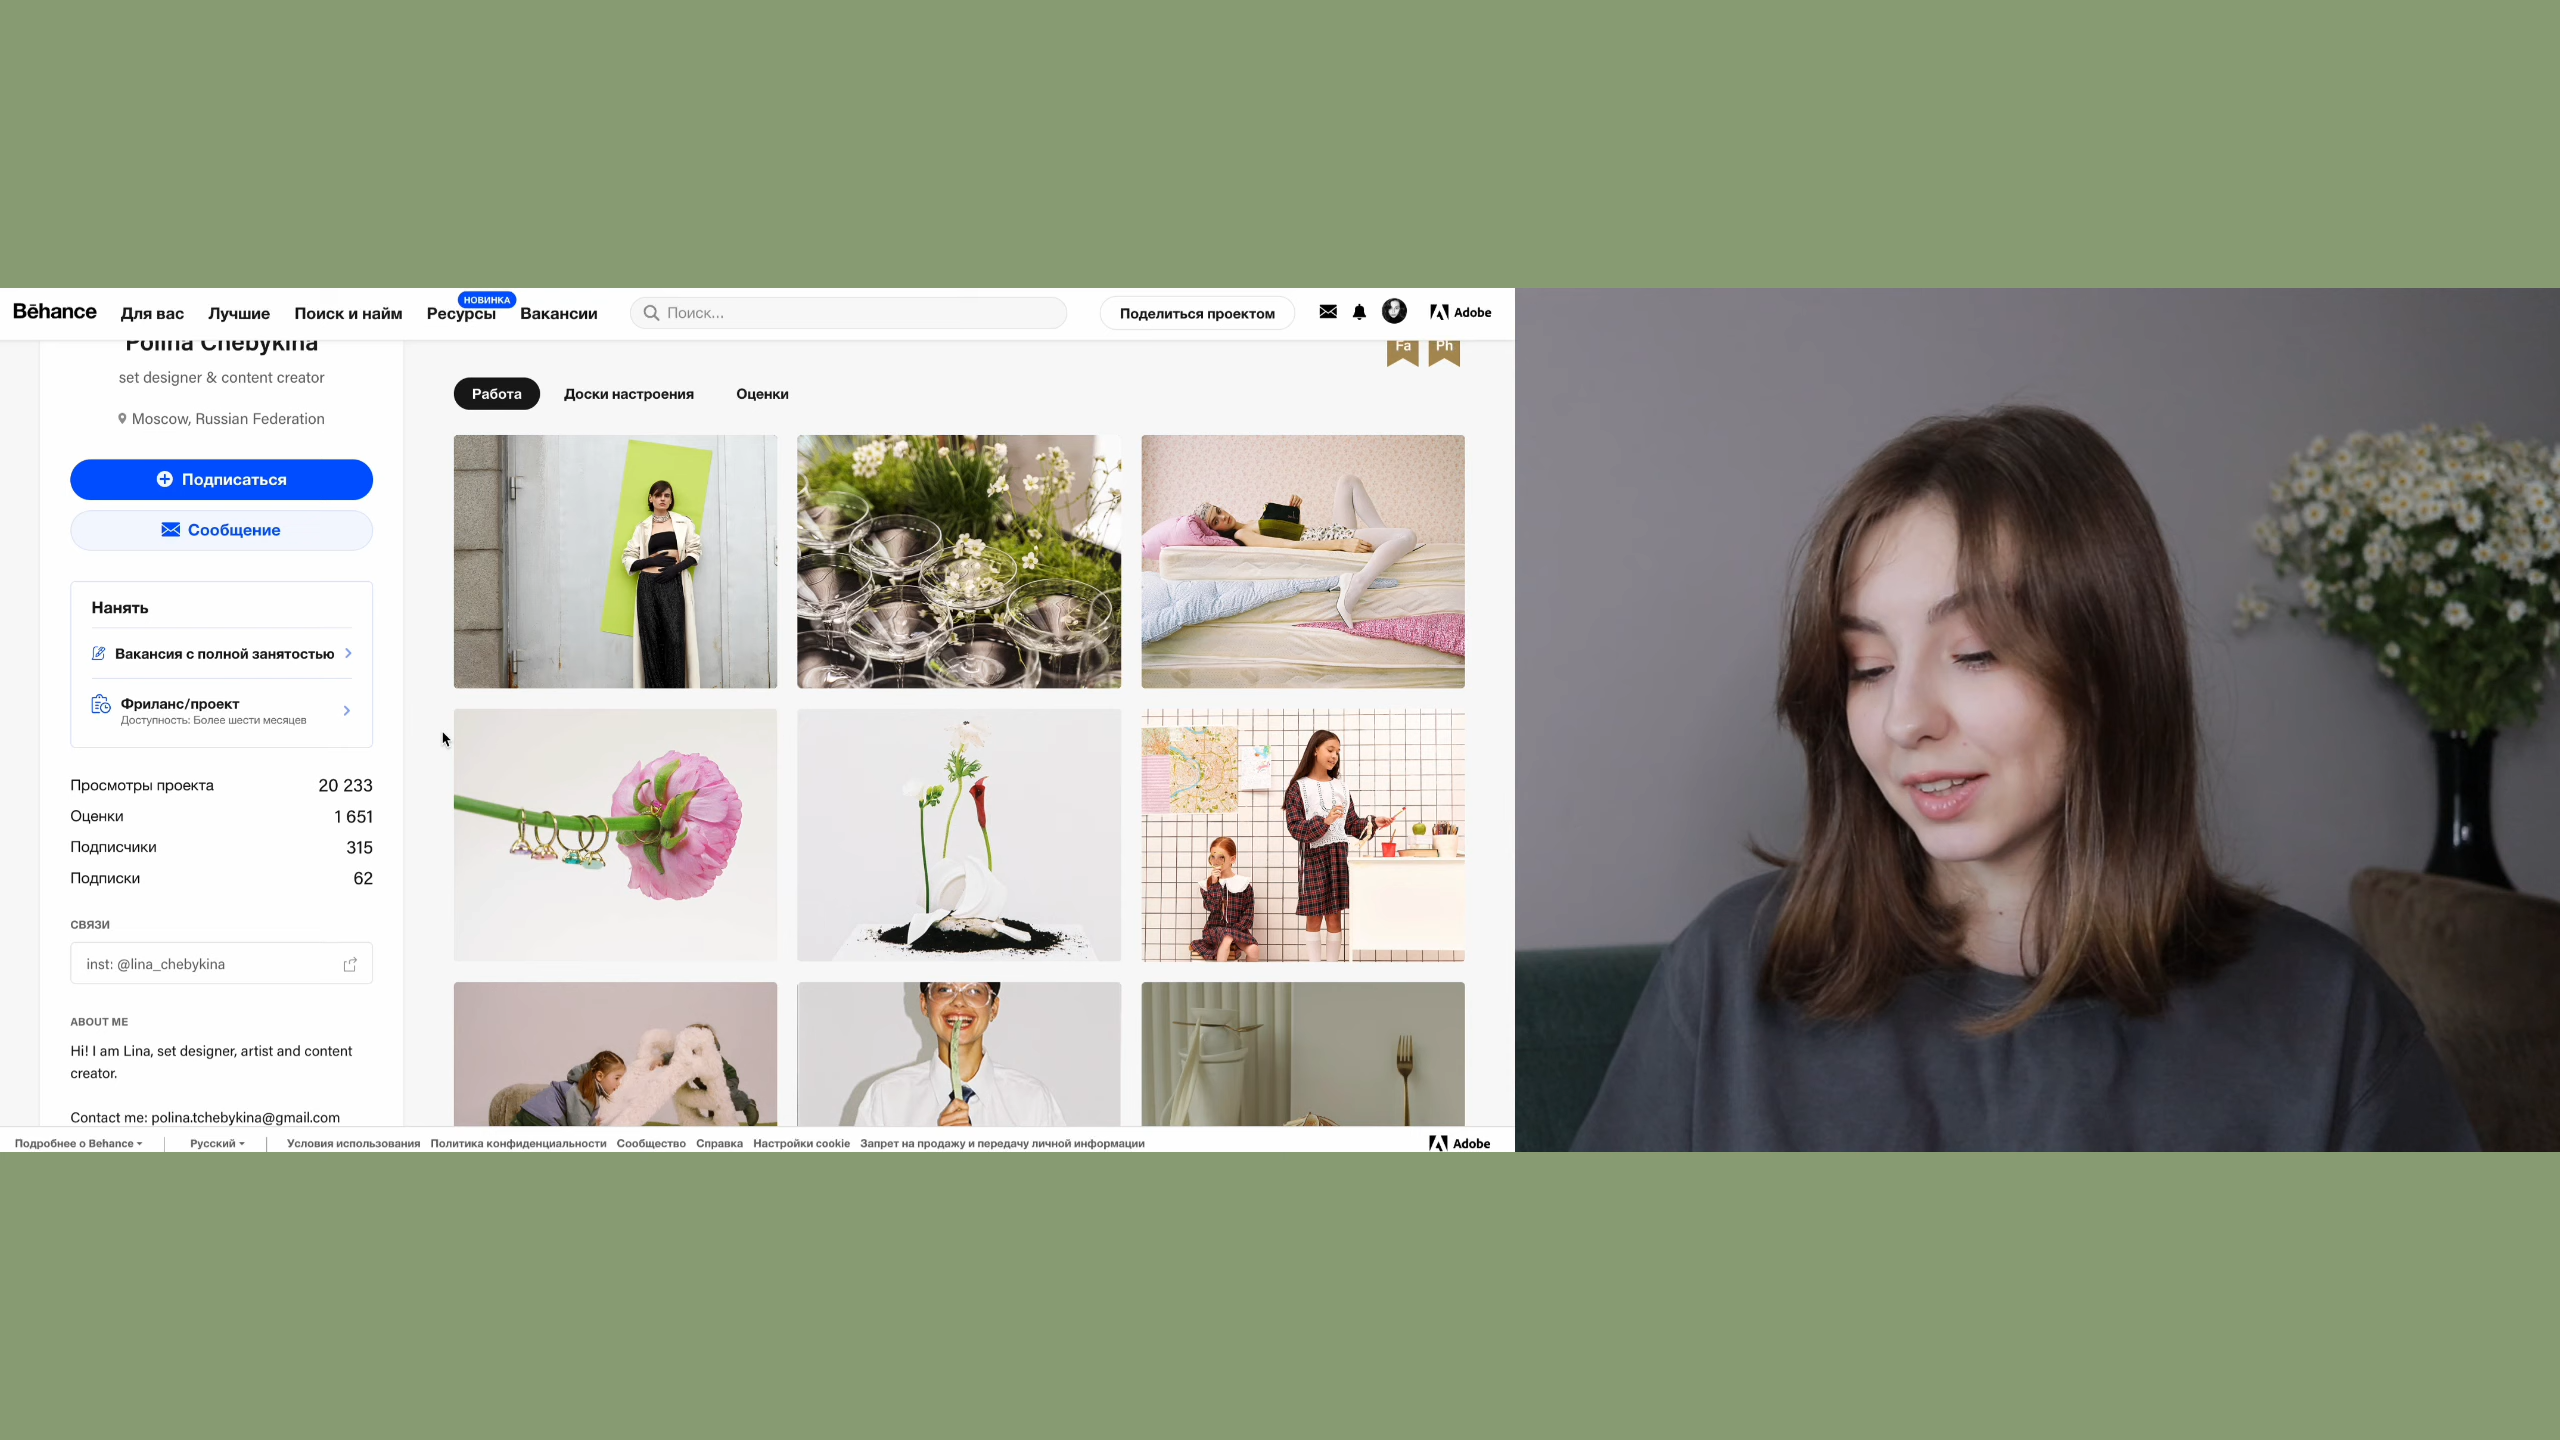 Bēhance
Для вас
Лучшие
Поиск и найм
Ресурсы
НОВИНКА
Вакансии
Поиск...
Поделиться проектом
Adobe
Polina Chebykina
set designer & content creator
Moscow, Russian Federation
Подписаться
Сообщение
Нанять
Вакансия с полной занятостью
Фриланс/проект
Доступность: Более шести месяцев
Просмотры проекта 20 233
Оценки 1 651
Подписчики 315
Подписки 62
СВЯЗИ
inst: @lina_chebykina
ABOUT ME
Hi! I am Lina, set designer, artist and content
creator.
Contact me: polina.tchebykina@gmail.com
Fa
Ph
Работа
Доски настроения
Оценки
Подробнее о Behance
Русский
Условия использования
Политика конфиденциальности
Сообщество
Справка
Настройки cookie
Запрет на продажу и передачу личной информации
Adobe